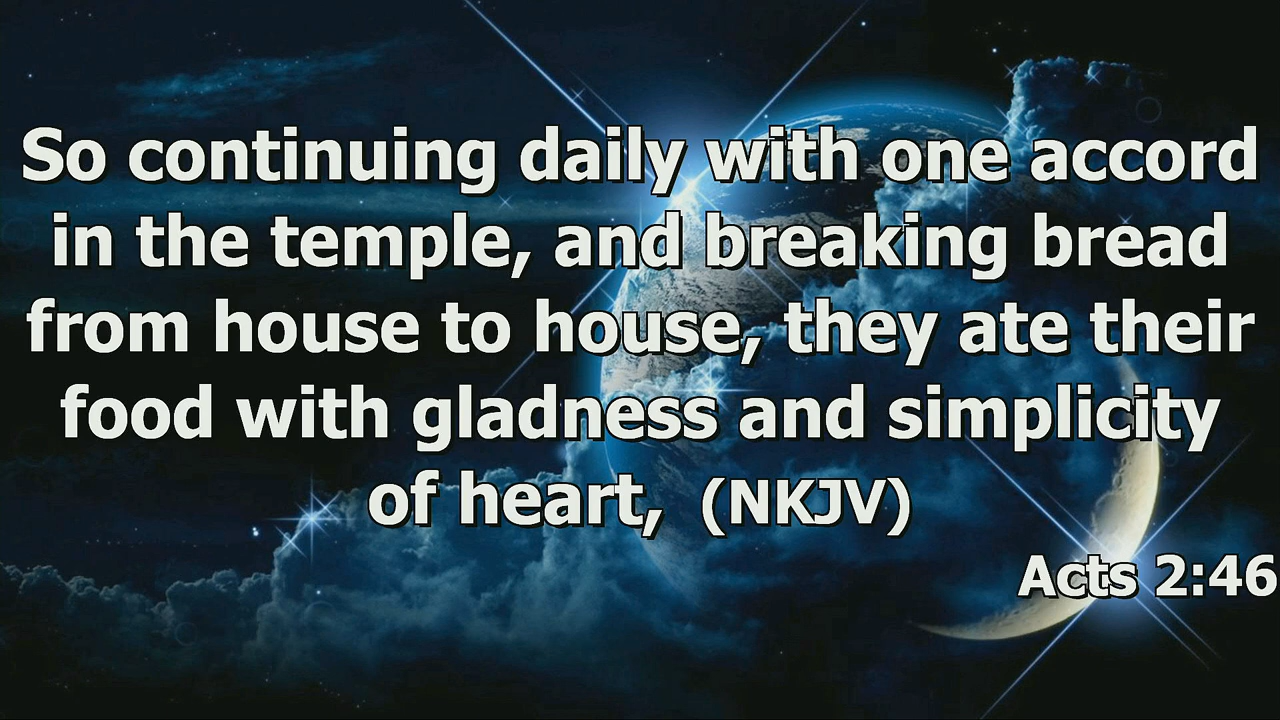 So continuing daily with one accord
in the temple, and breaking bread
from house to house, they ate their
food with gladness and simplicity
of heart,  (NKJV)
Acts 2:46